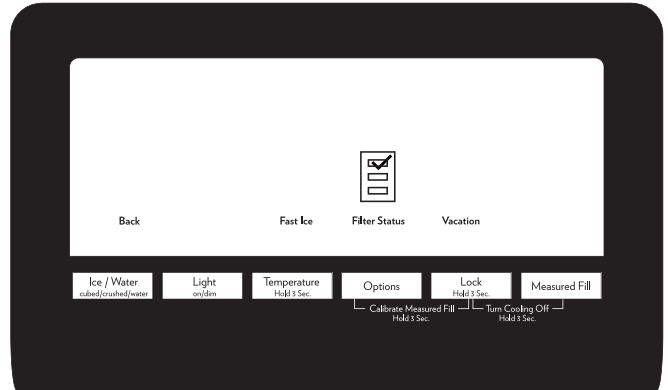 Back
Fast Ice
Filter Status
Vacation
Ice / Water
cubed/crushed/water
Light
on/dim
Temperature
Hold 3 Sec.
Options
Lock
Hold 3 Sec.
Measured Fill
Calibrate Measured Fill
Hold 3 Sec.
Turn Cooling Off
Hold 3 Sec.